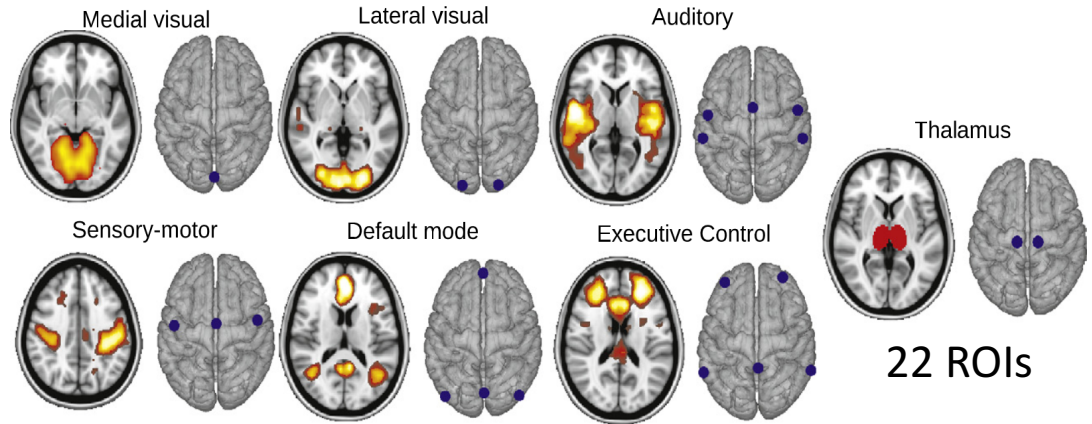 Medial visual
Lateral visual
Auditory
Thalamus
Sensory-motor
Default mode
Executive Control
22 ROIs